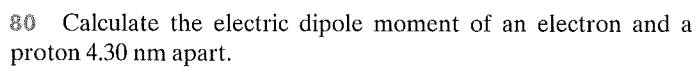 80 Calculate the electric dipole moment of an electron and a
proton 4.30 nm apart.